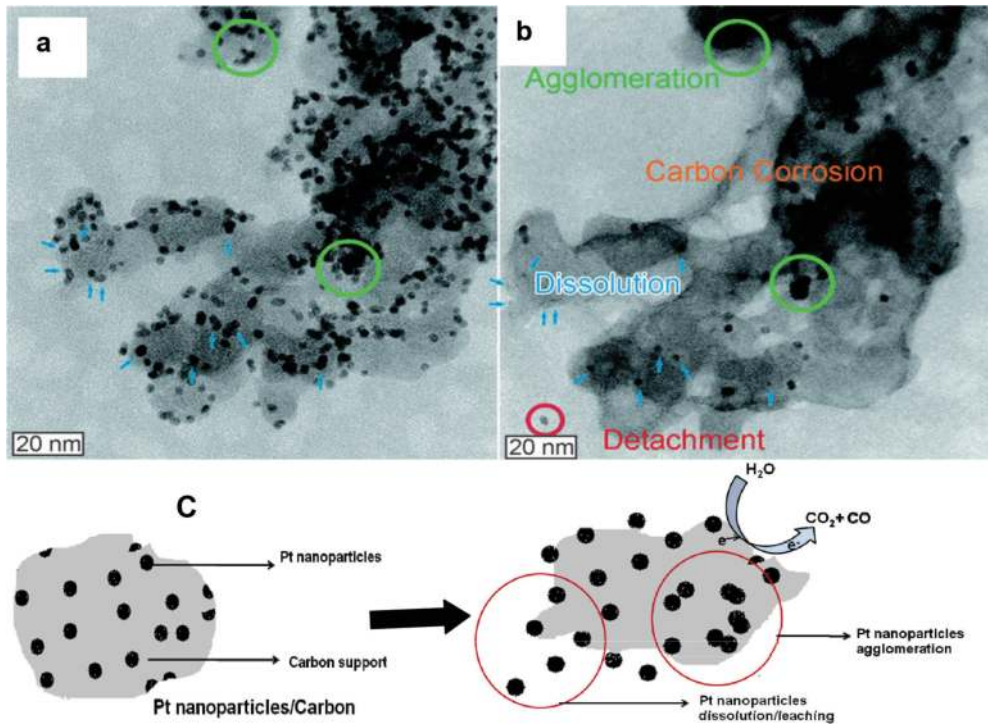 a
b
Agglomeration
Carbon Corrosion
Dissolution
20 nm
Detachment
20 nm
C
Pt nanoparticles
Carbon support
Pt nanoparticles/Carbon
H₂O
CO₂+ CO
e-
e-
Pt nanoparticles
agglomeration
Pt nanoparticles
dissolution/leaching